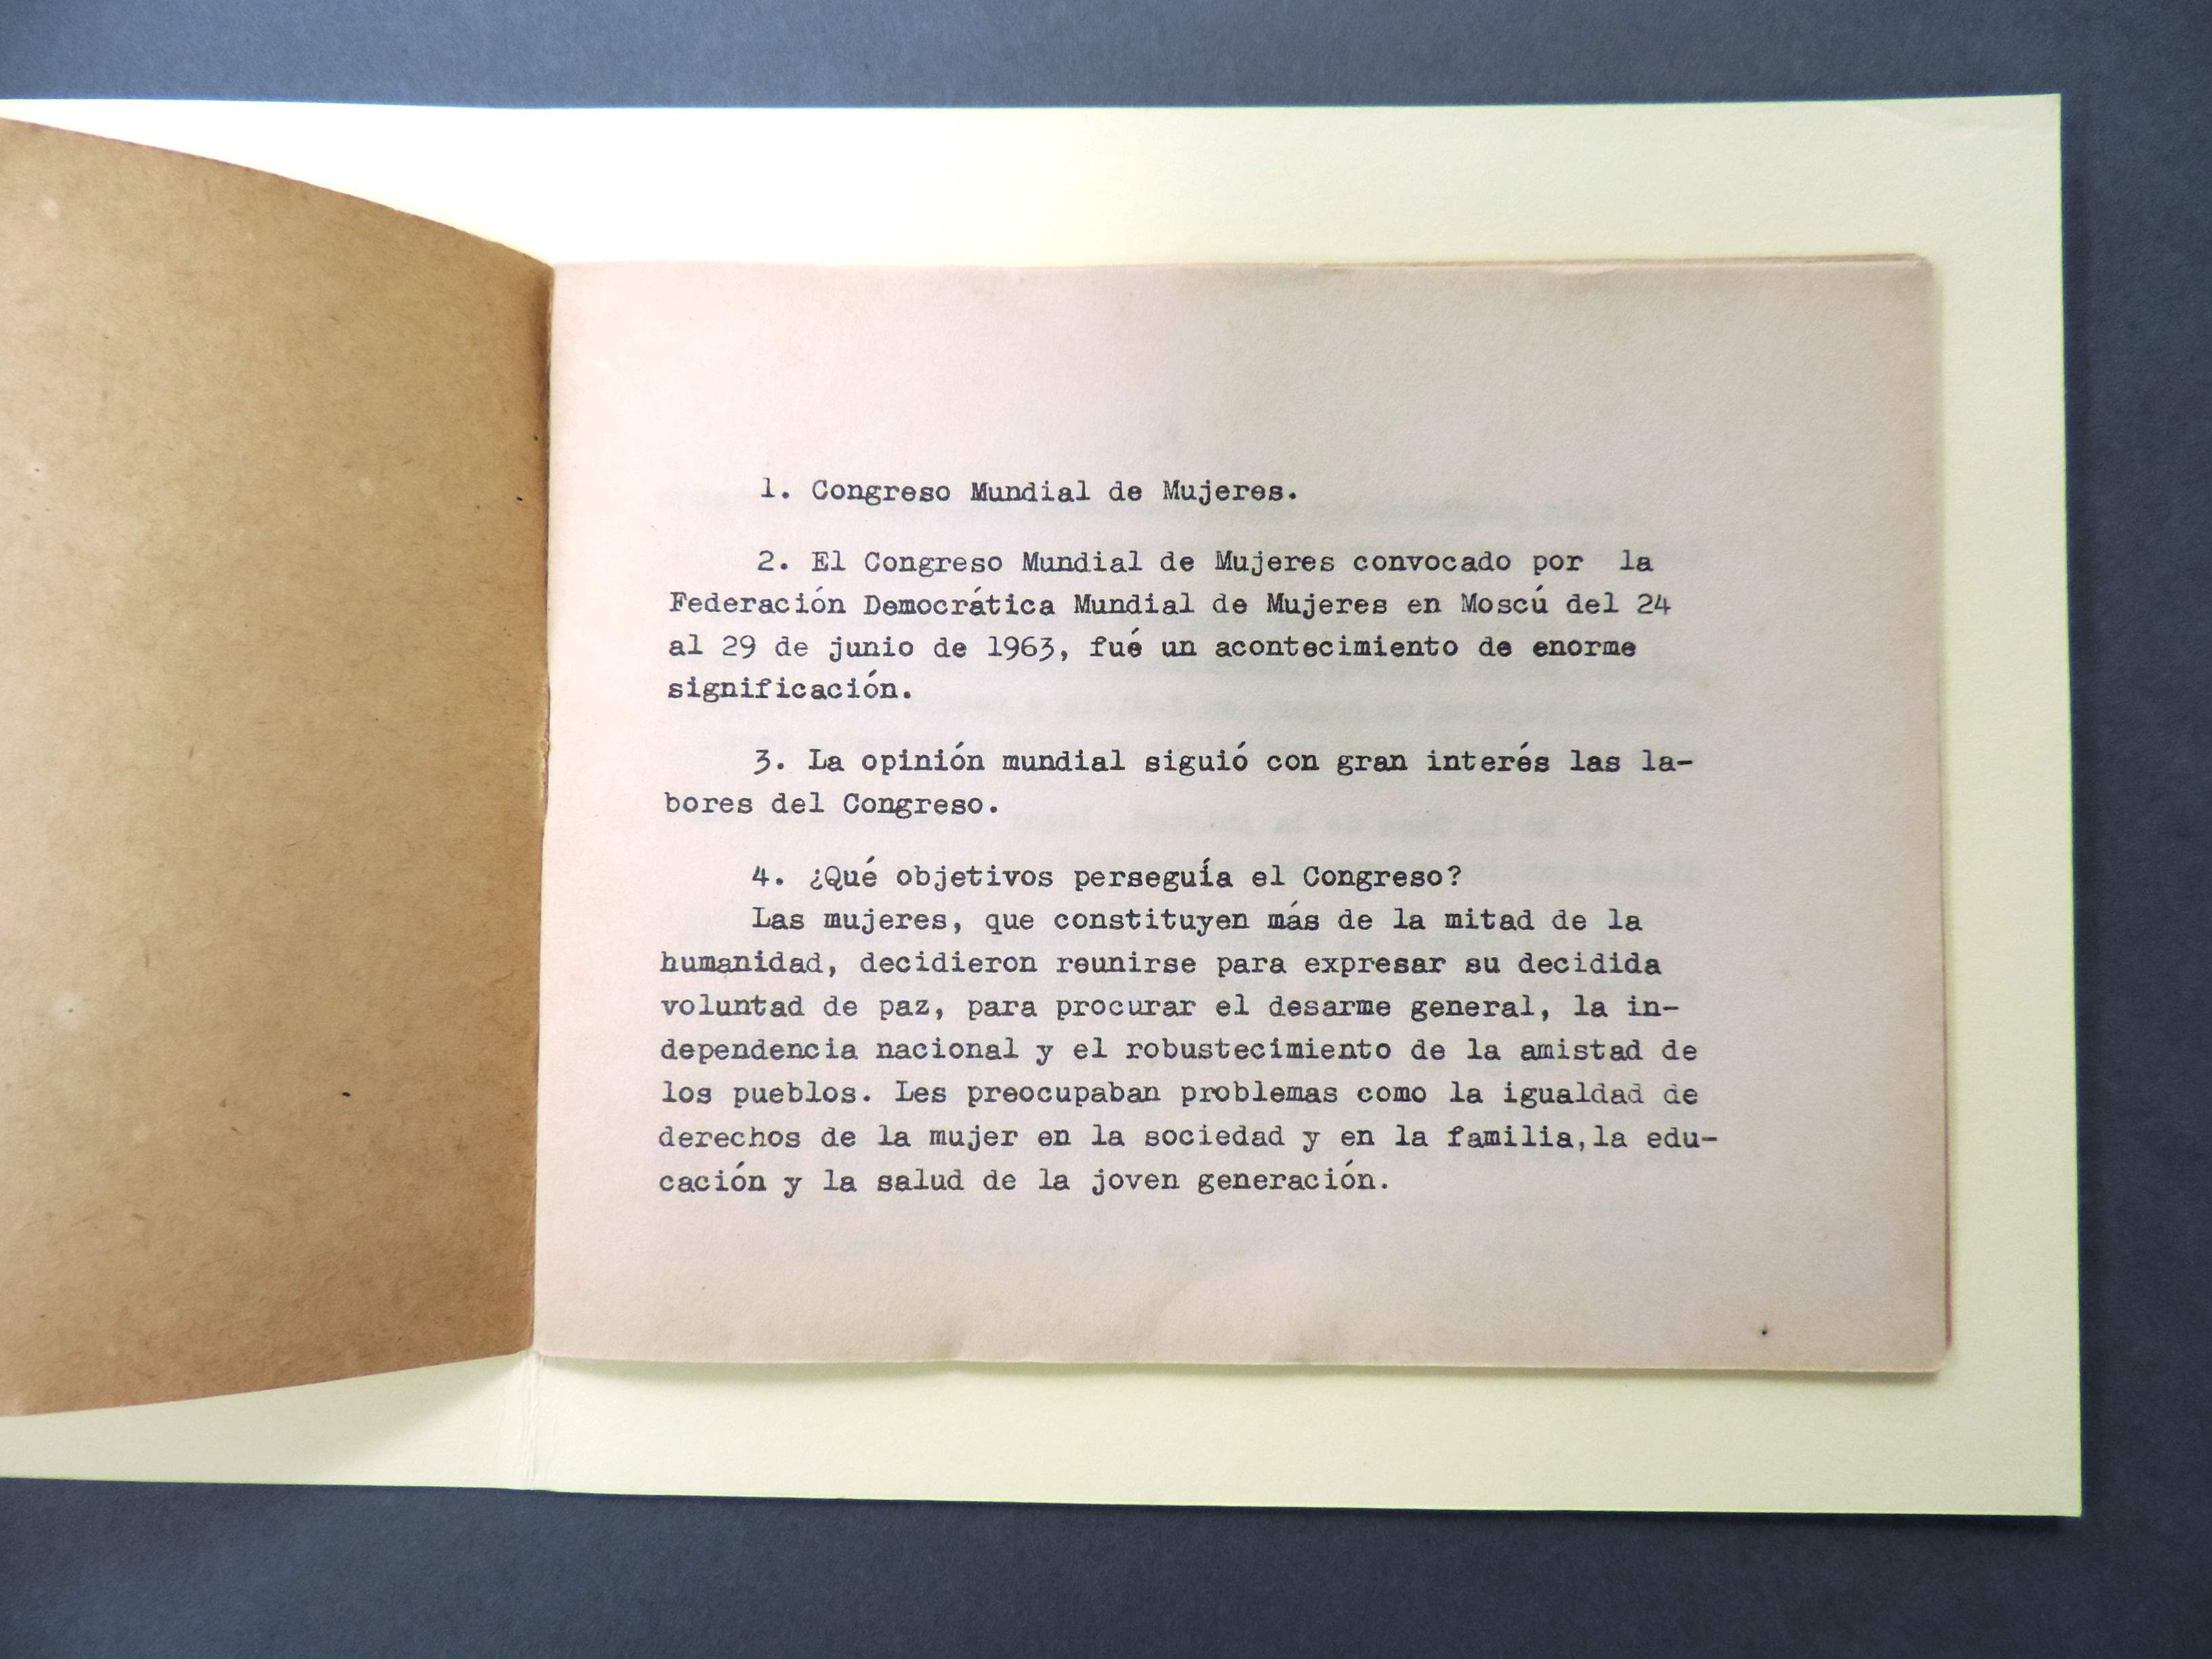 1. Congreso Mundial de Mujeres.
2. El Congreso Mundial de Mujeres convocado por la
Federación Democrática Mundial de Mujeres en Moscú del 24
al 29 de junio de 1963, fué un acontecimiento de enorme
significación.
3. La opinión mundial siguió con gran interés las la-
bores del Congreso.
4. ¿Qué objetivos perseguía el Congreso?
Las mujeres, que constituyen más de la mitad de la
humanidad, decidieron reunirse para expresar su decidida
voluntad de paz, para procurar el desarme general, la in-
dependencia nacional y el robustecimiento de la amistad de
los pueblos. Les preocupaban problemas como la igualdad de
derechos de la mujer en la sociedad y en la familia,la edu-
cación y la salud de la joven generación.